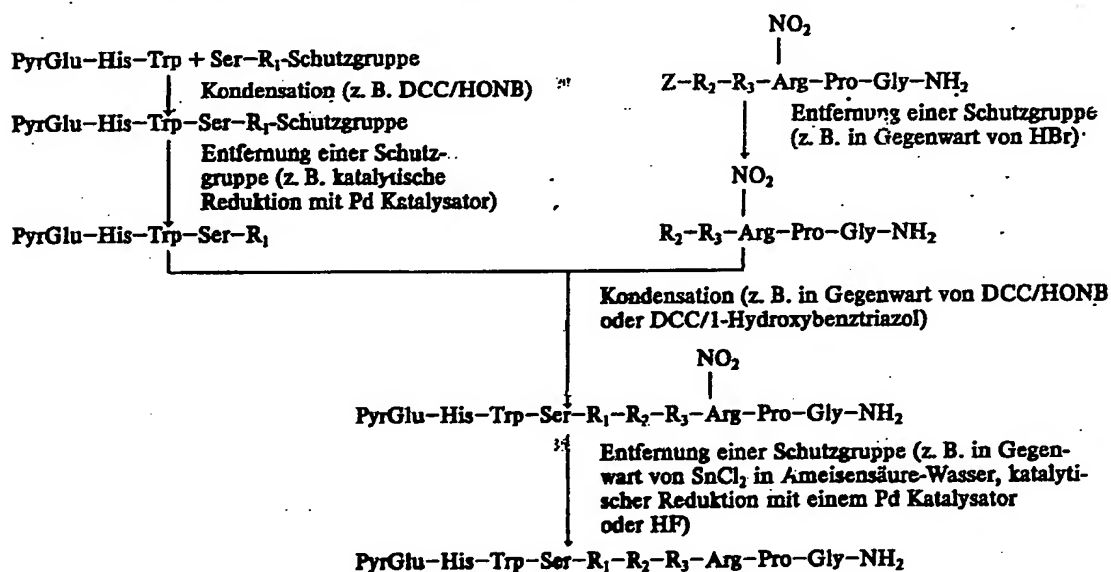 NO₂
PyrGlu–His–Trp + Ser–R₁-Schutzgruppe
Kondensation (z. B. DCC/HONB)
PyrGlu–His–Trp–Ser–R₁-Schutzgruppe
Entfernung einer Schutz-
gruppe (z. B. katalytische
Reduktion mit Pd Katalysator)
PyrGlu–His–Trp–Ser–R₁
Z–R₂–R₃–Arg–Pro–Gly–NH₂
Entfernung einer Schutzgruppe
(z. B. in Gegenwart von HBr)
NO₂
R₂–R₃–Arg–Pro–Gly–NH₂
Kondensation (z. B. in Gegenwart von DCC/HONB
oder DCC/1-Hydroxybenztriazol)
NO₂
PyrGlu–His–Trp–Ser–R₁–R₂–R₃–Arg–Pro–Gly–NH₂
Entfernung einer Schutzgruppe (z. B. in Gegen-
wart von SnCl₂ in Ameisensäure-Wasser, katalyti-
scher Reduktion mit einem Pd Katalysator
oder HF)
PyrGlu–His–Trp–Ser–R₁–R₂–R₃–Arg–Pro–Gly–NH₂